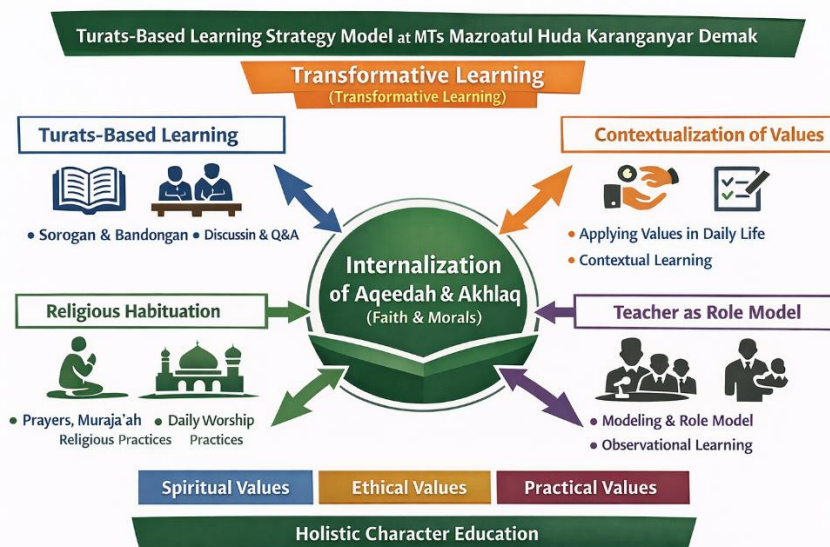 Turats-Based Learning Strategy Model at MTs Mazroatul Huda Karanganyar Demak
Transformative Learning
(Transformative Learning)
Turats-Based Learning
• Sorogan & Bandongan • Discussin & Q&A
Contextualization of Values
• Applying Values in Daily Life
• Contextual Learning
Internalization
of Aqeedah & Akhlaq
(Faith & Morals)
Religious Habituation
• Prayers, Muraja'ah
Religious Practices
• Daily Worship
Practices
Teacher as Role Model
• Modeling & Role Model
• Observational Learning
Spiritual Values
Ethical Values
Practical Values
Holistic Character Education